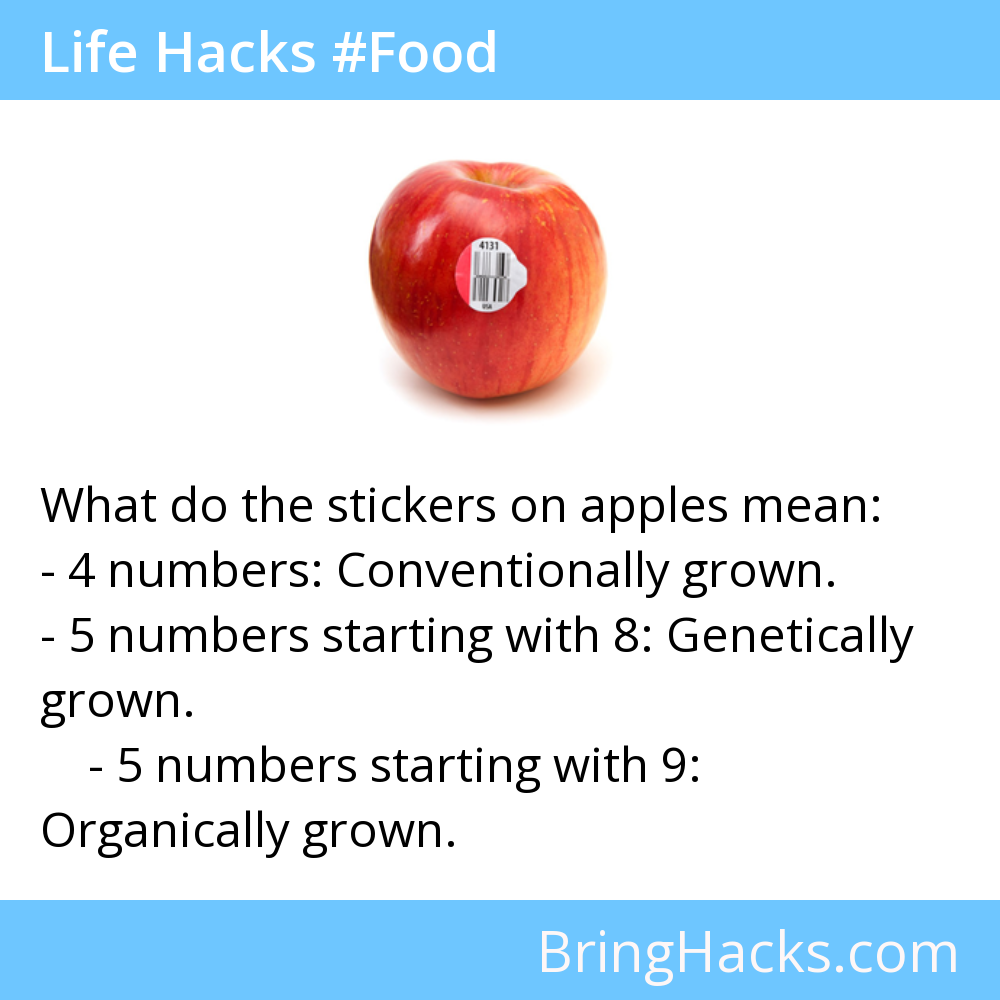 Life Hacks #Food
4131
USA
What do the stickers on apples mean:
- 4 numbers: Conventionally grown.
- 5 numbers starting with 8: Genetically
grown.
- 5 numbers starting with 9:
Organically grown.
BringHacks.com